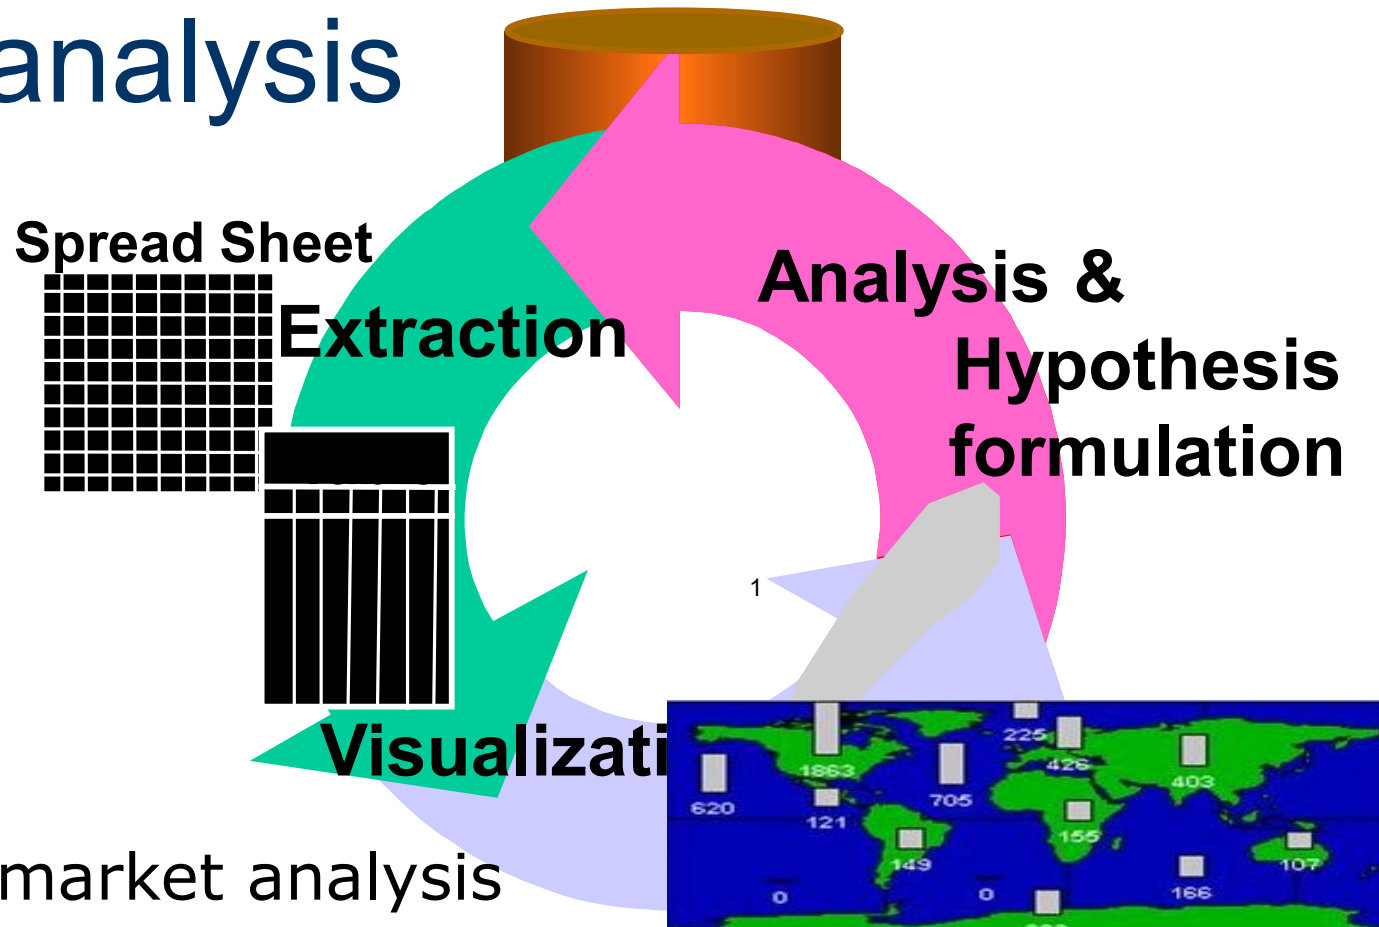 analysis
Spread Sheet
Analysis &
Extraction
Hypothesis
formulation
1
Visualizati
225
1863
426
403
620
705
121
155
149
107
0
0
166
market analysis